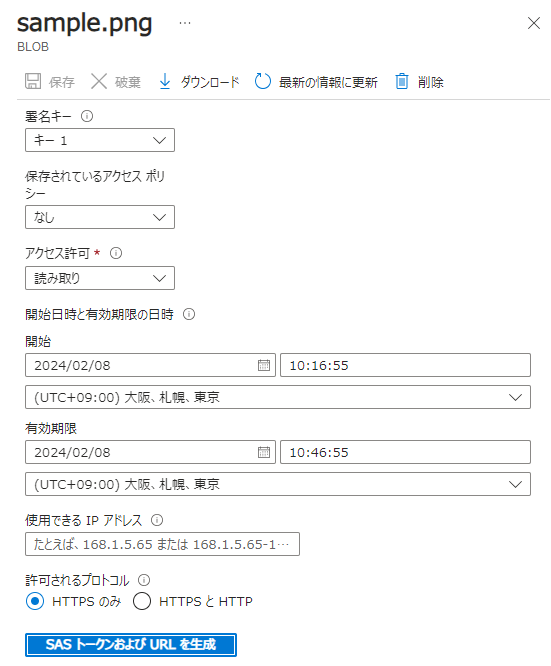 sample.png ...
BLOB
保存 破棄 ダウンロード 最新の情報に更新 削除
署名キー
キー 1
保存されているアクセス ポリ
シー
なし
アクセス許可 *
読み取り
開始日時と有効期限の日時
開始
2024/02/08 10:16:55
(UTC+09:00) 大阪、札幌、東京
有効期限
2024/02/08 10:46:55
(UTC+09:00) 大阪、札幌、東京
使用できる IP アドレス
たとえば、168.1.5.65 または 168.1.5.65-1...
許可されるプロトコル
HTTPS のみ HTTPS と HTTP
SAS トークンおよび URL を生成